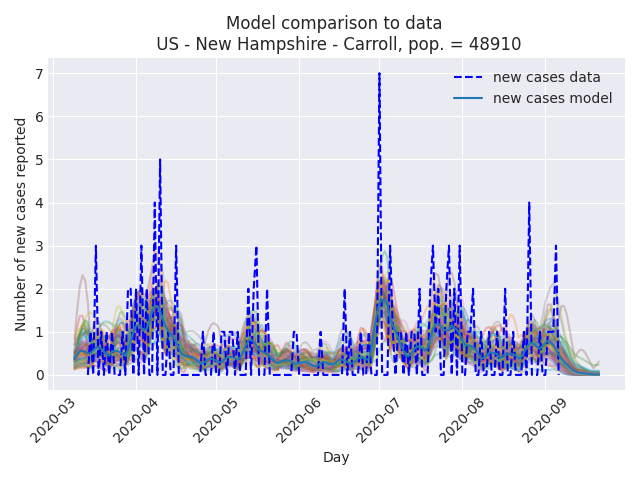 Model comparison to data
US - New Hampshire - Carroll, pop. = 48910
new cases data
new cases model
Number of new cases reported
7
6
5
4
3
2
1
0
2020-03
2020-04
2020-05
2020-06
2020-07
2020-08
2020-09
Day